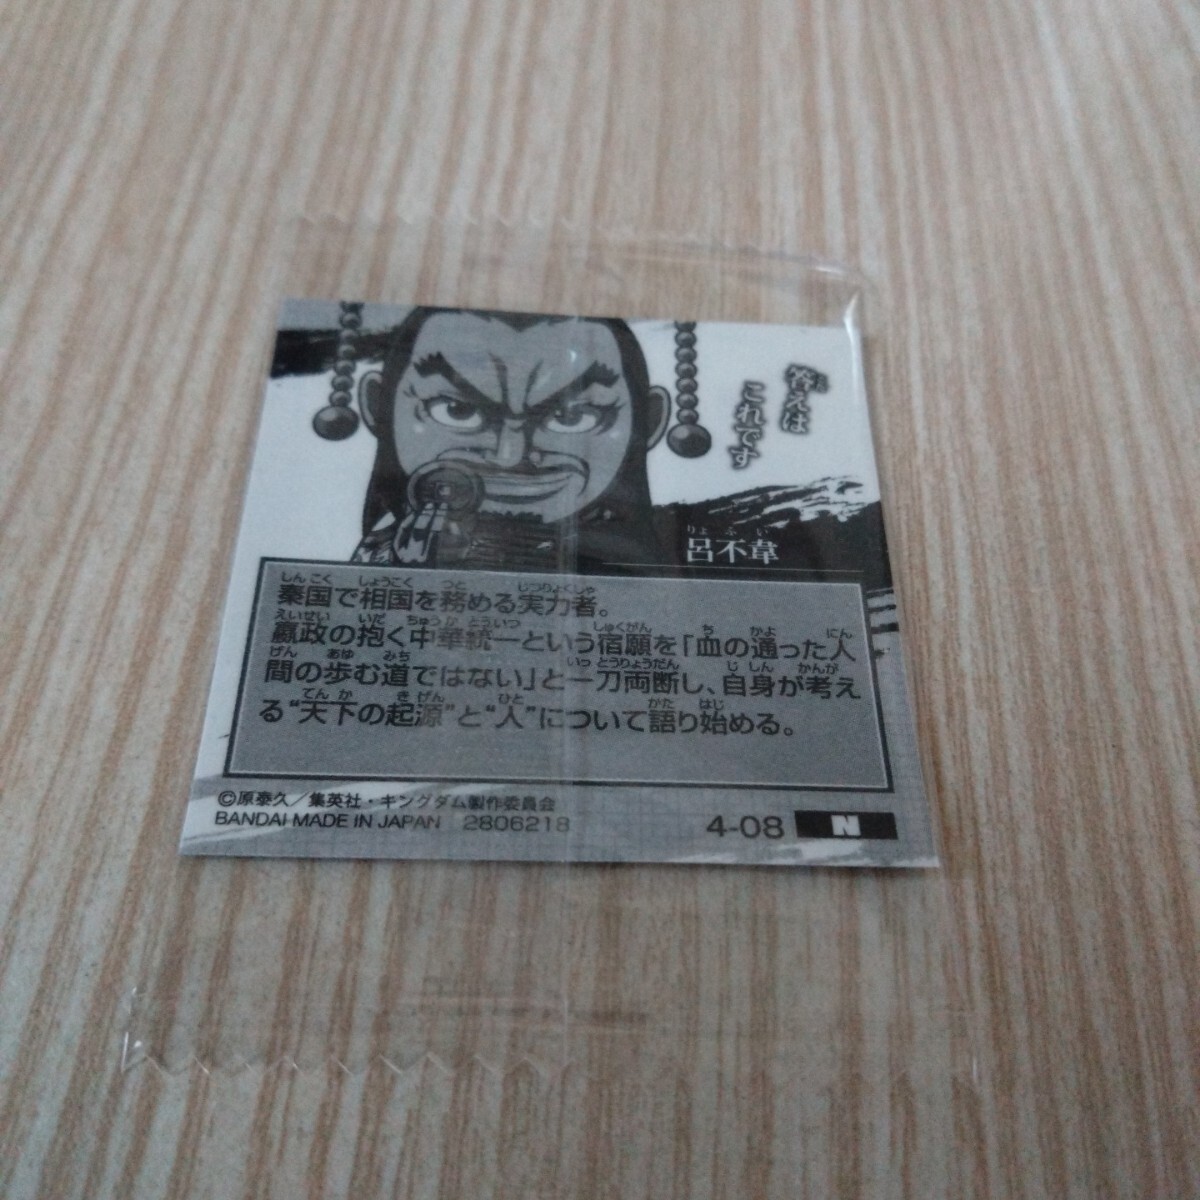 答えは
これです
呂不韋
秦国で相国を務める実力者。
嬴政の抱く中華統一という宿願を「血の通った人
間の歩む道ではない」と一刀両断し、自身が考え
る“天下の起源”と“人”について語り始める。
©原泰久／集英社・キングダム製作委員会
BANDAI MADE IN JAPAN 2806218
4-08 N